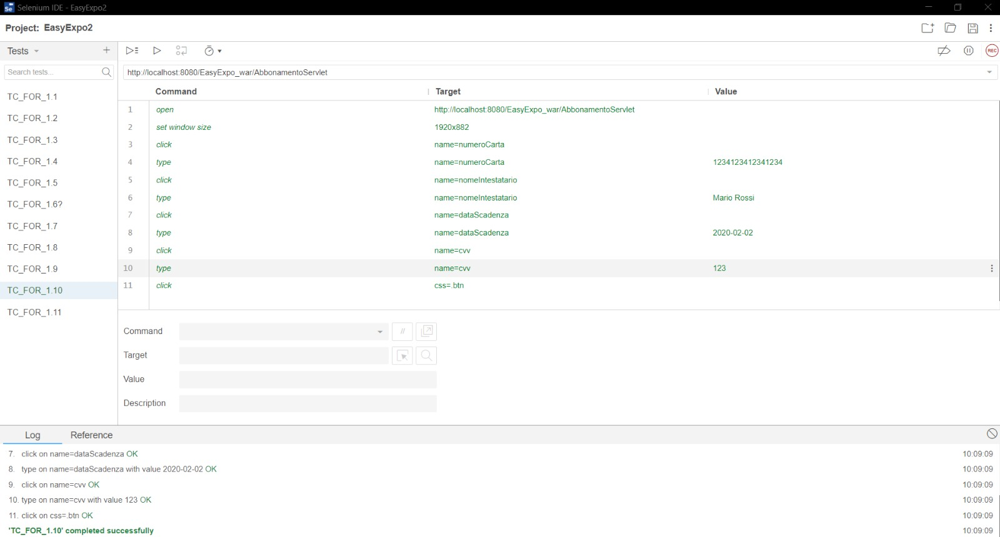 Selenium IDE - EasyExpo2
Project: EasyExpo2
Tests
Search tests...
TC_FOR_1.1
TC_FOR_1.2
TC_FOR_1.3
TC_FOR_1.4
TC_FOR_1.5
TC_FOR_1.6?
TC_FOR_1.7
TC_FOR_1.8
TC_FOR_1.9
TC_FOR_1.10
TC_FOR_1.11
REC
http://localhost:8080/EasyExpo_war/AbbonamentoServlet
Command Target Value
1 open http://localhost:8080/EasyExpo_war/AbbonamentoServlet
2 set window size 1920x882
3 click name=numeroCarta
4 type name=numeroCarta 1234123412341234
5 click name=nomeIntestatario
6 type name=nomeIntestatario Mario Rossi
7 click name=dataScadenza
8 type name=dataScadenza 2020-02-02
9 click name=cvv
10 type name=cvv 123
11 click css=.btn
Command //
Target
Value
Description
Log Reference
7. click on name=dataScadenza OK 10:09:09
8. type on name=dataScadenza with value 2020-02-02 OK 10:09:09
9. click on name=cvv OK 10:09:09
10. type on name=cvv with value 123 OK 10:09:09
11. click on css=.btn OK 10:09:09
'TC_FOR_1.10' completed successfully 10:09:09